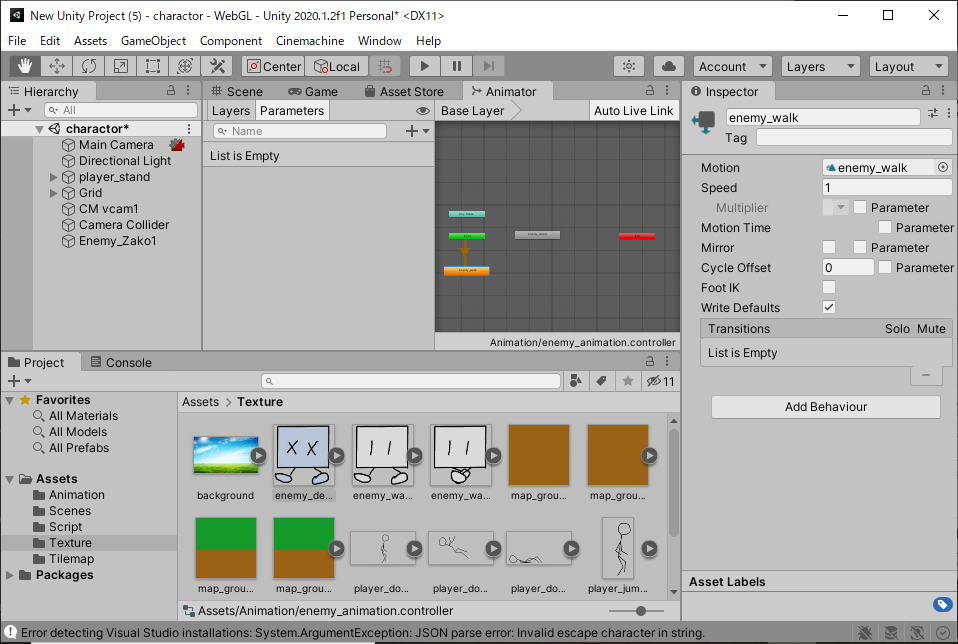 New Unity Project (5) - charactor - WebGL - Unity 2020.1.2f1 Personal* <DX11>
File Edit Assets GameObject Component Cinemachine Window Help
Center Local Account Layers Layout
Hierarchy
All
charactor*
Main Camera
Directional Light
player_stand
Grid
CM vcam1
Camera Collider
Enemy_Zako1
Scene Game Asset Store Animator
Layers Parameters Base Layer Auto Live Link
Name
List is Empty
Animation/enemy_animation.controller
Inspector
enemy_walk
Tag
Motion enemy_walk
Speed 1
Multiplier Parameter
Motion Time Parameter
Mirror Parameter
Cycle Offset 0 Parameter
Foot IK
Write Defaults
Transitions Solo Mute
List is Empty
Add Behaviour
Asset Labels
Project Console
11
Favorites
All Materials
All Models
All Prefabs
Assets
Animation
Scenes
Script
Texture
Tilemap
Packages
Assets > Texture
background enemy_de... enemy_wa... enemy_wa... map_grou... map_grou...
map_grou... map_grou... player_do... player_do... player_do... player_jum...
Assets/Animation/enemy_animation.controller
Error detecting Visual Studio installations: System.ArgumentException: JSON parse error: Invalid escape character in string.